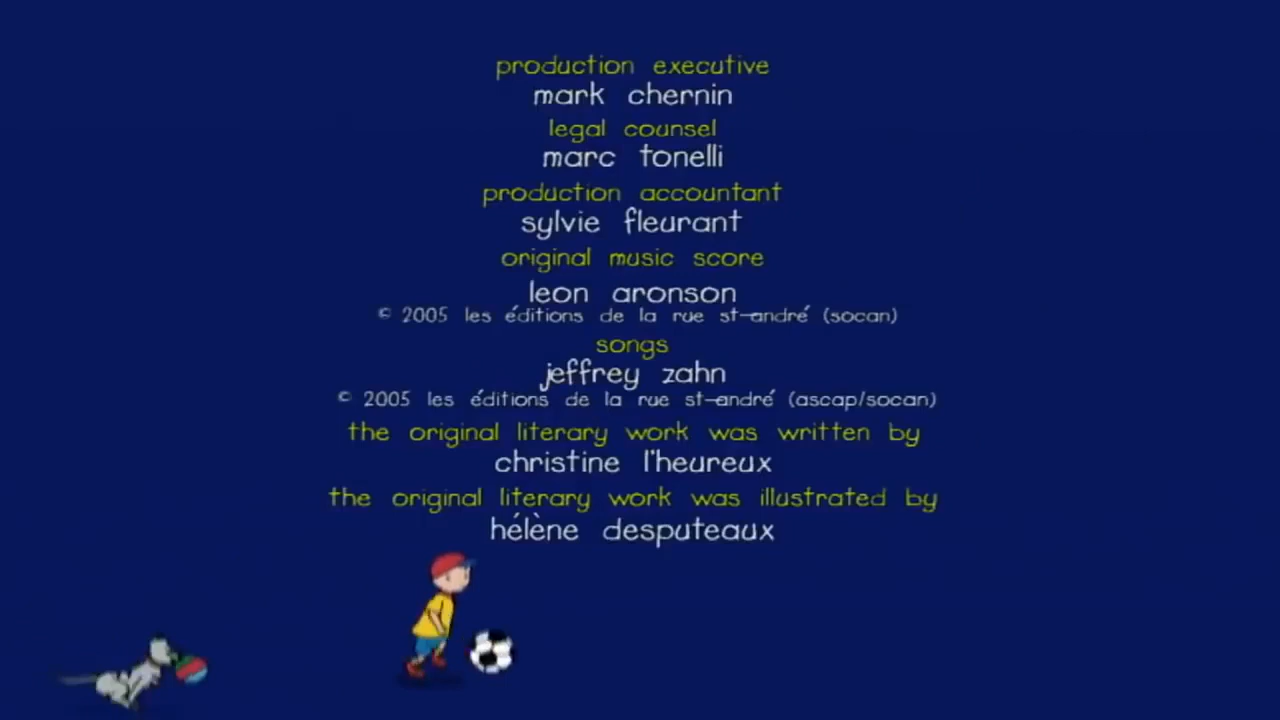 production executive
mark chernin
legal counsel
marc tonelli
production accountant
sylvie fleurant
original music score
leon aronson
© 2005 les éditions de la rue st-andré (socan)
songs
jeffrey zahn
© 2005 les éditions de la rue st-andré (ascap/socan)
the original literary work was written by
christine l'heureux
the original literary work was illustrated by
hélène desputeaux